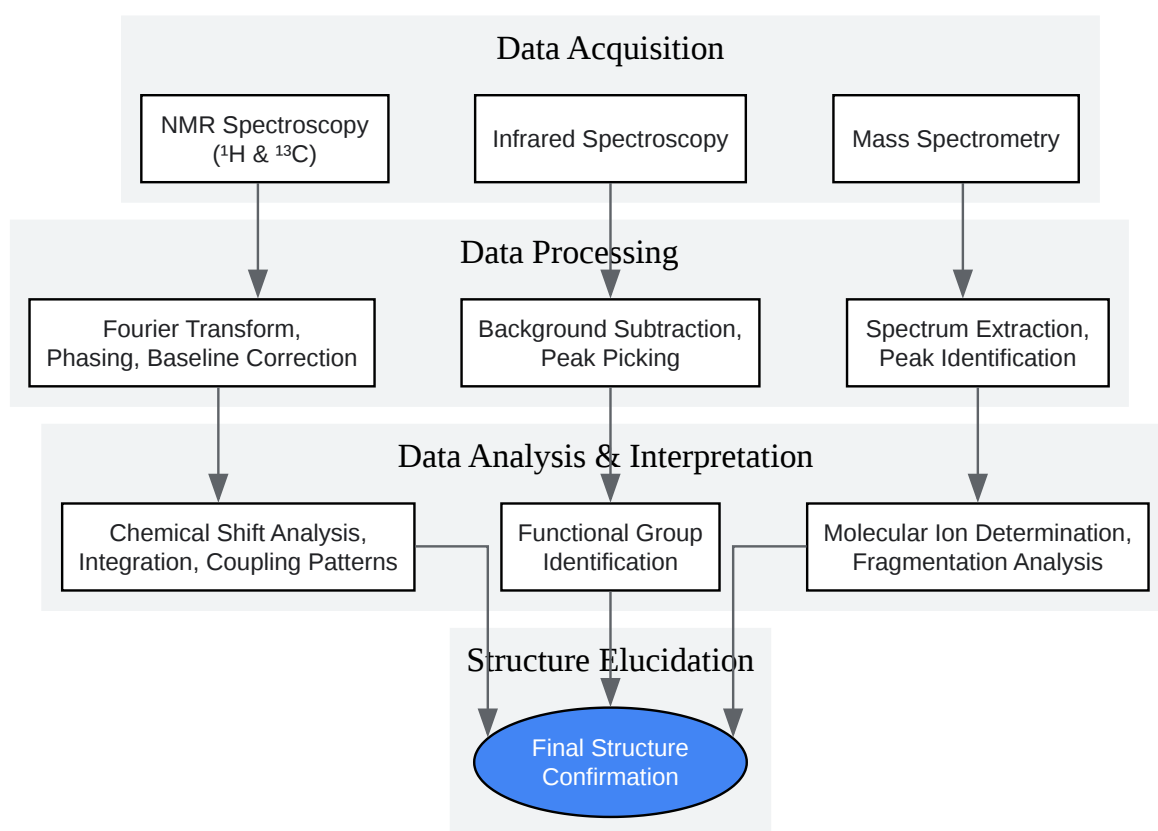 Data Acquisition
NMR Spectroscopy
(¹H & ¹³C)
Infrared Spectroscopy
Mass Spectrometry
Data Processing
Fourier Transform,
Phasing, Baseline Correction
Background Subtraction,
Peak Picking
Spectrum Extraction,
Peak Identification
Data Analysis & Interpretation
Chemical Shift Analysis,
Integration, Coupling Patterns
Functional Group
Identification
Molecular Ion Determination,
Fragmentation Analysis
Structure Elucidation
Final Structure
Confirmation